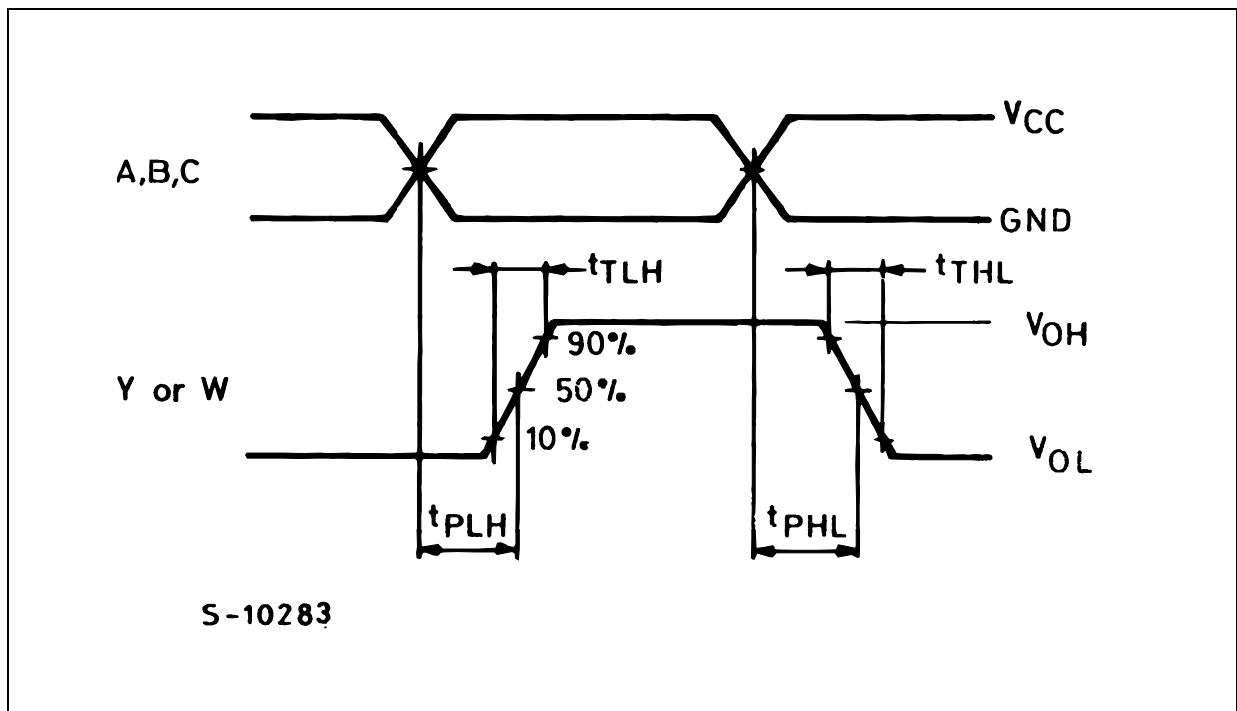 VCC
A,B,C
GND
tTLH
tTHL
VOH
90%
Y or W
50%
10%
VOL
tPLH
tPHL
S-10283